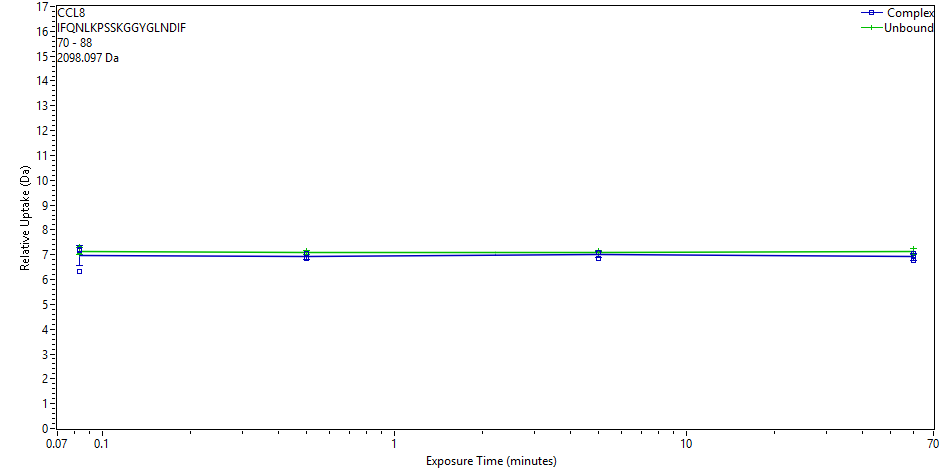 CCL8
IFQNLKPSSKGGYGLNDIF
70 - 88
2098.097 Da
Complex
Unbound
17
16
15
14
13
12
11
10
9
8
7
6
5
4
3
2
1
0
Relative Uptake (Da)
0.07 0.1 1 10 70
Exposure Time (minutes)